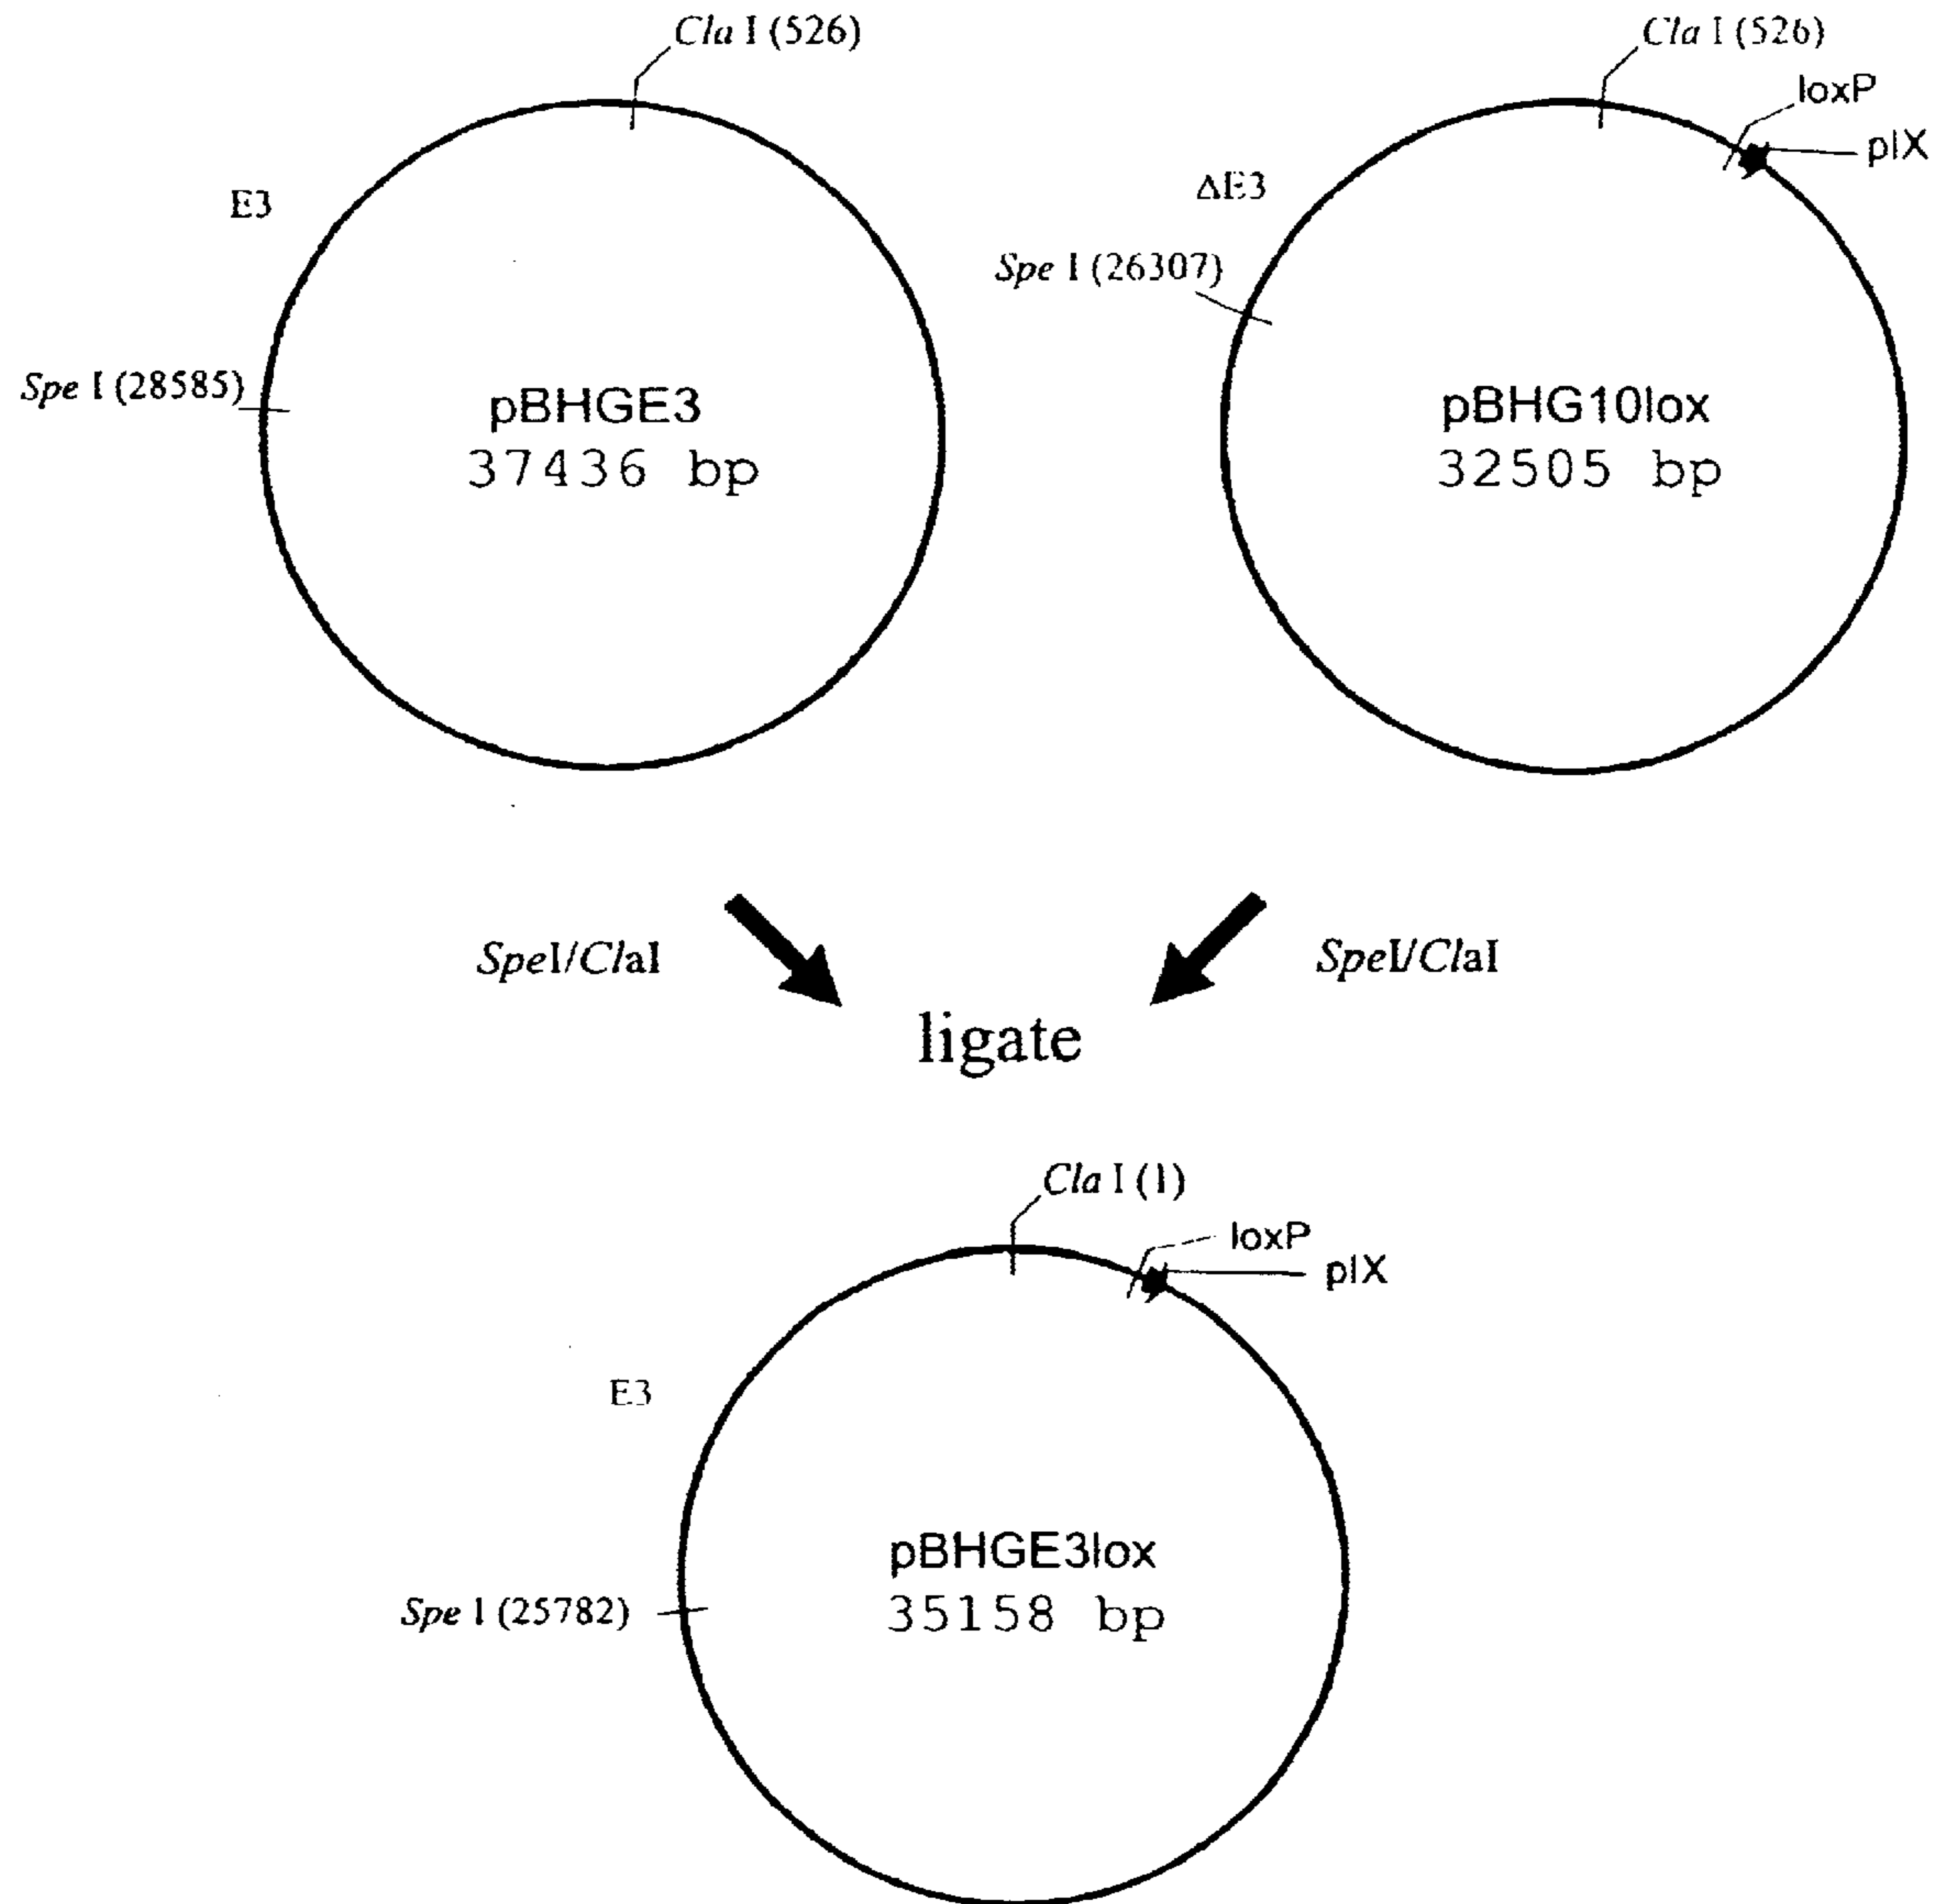 Cla I (526)
E3
Spe I (28585)
pBHGE3
37436 bp
Cla I (526)
loxP
pIX
ΔE3
Spe I (26307)
pBHG10lox
32505 bp
SpeI/ClaI
SpeI/ClaI
ligate
Cla I (1)
loxP
pIX
E3
Spe I (25782)
pBHGE3lox
35158 bp